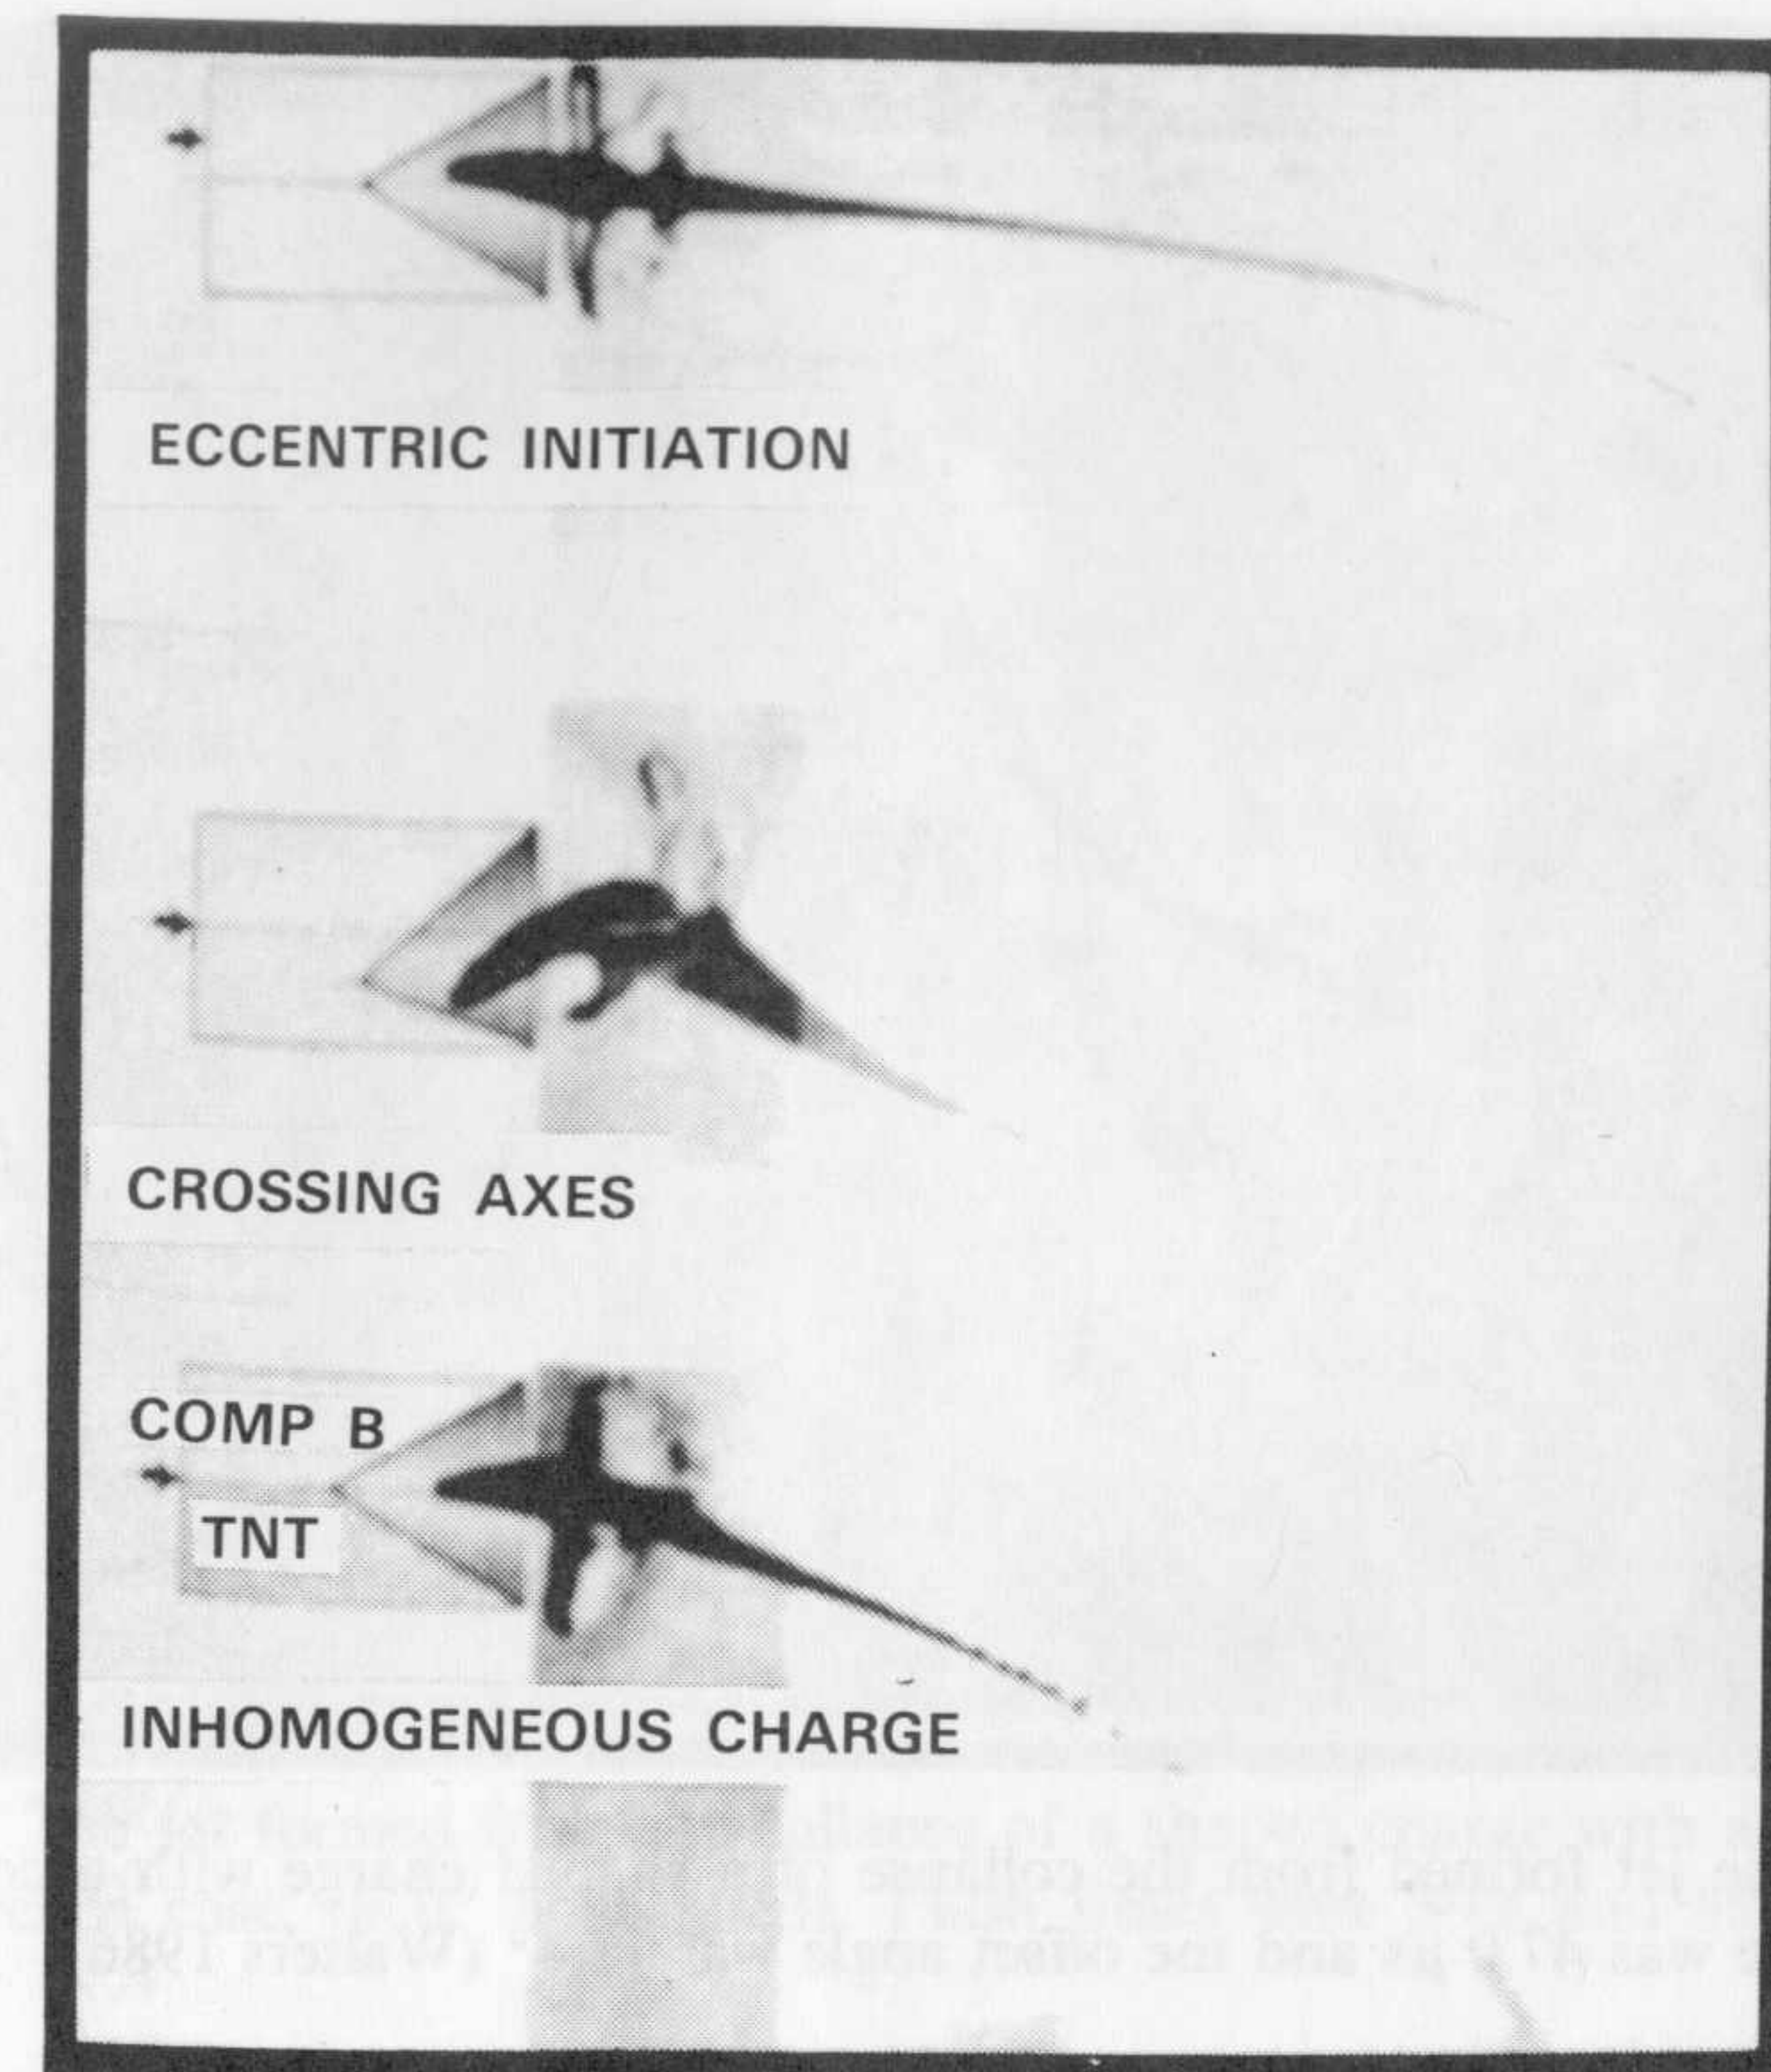 ECCENTRIC INITIATION
CROSSING AXES
COMP B
TNT
INHOMOGENEOUS CHARGE